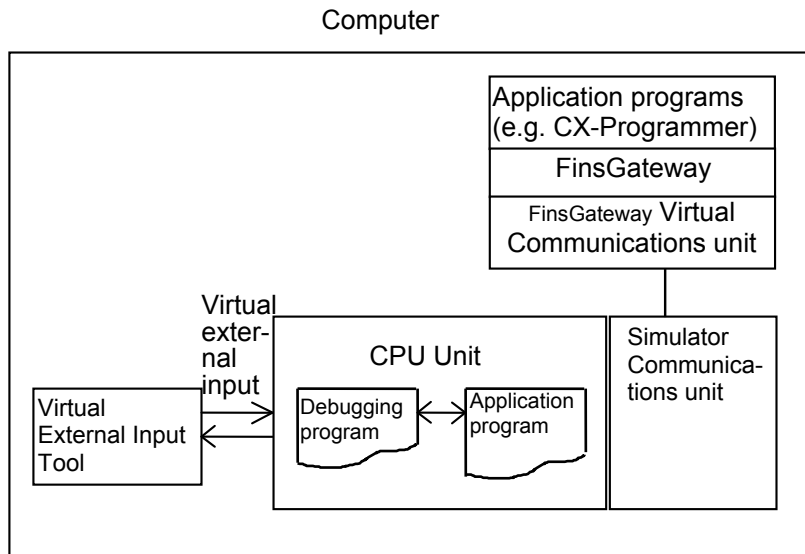 Computer
Application programs
(e.g. CX-Programmer)
FinsGateway
FinsGateway Virtual
Communications unit
Virtual
exter-
nal
input
CPU Unit
Simulator
Communica-
tions unit
Virtual
External Input
Tool
Debugging
program
Application
program